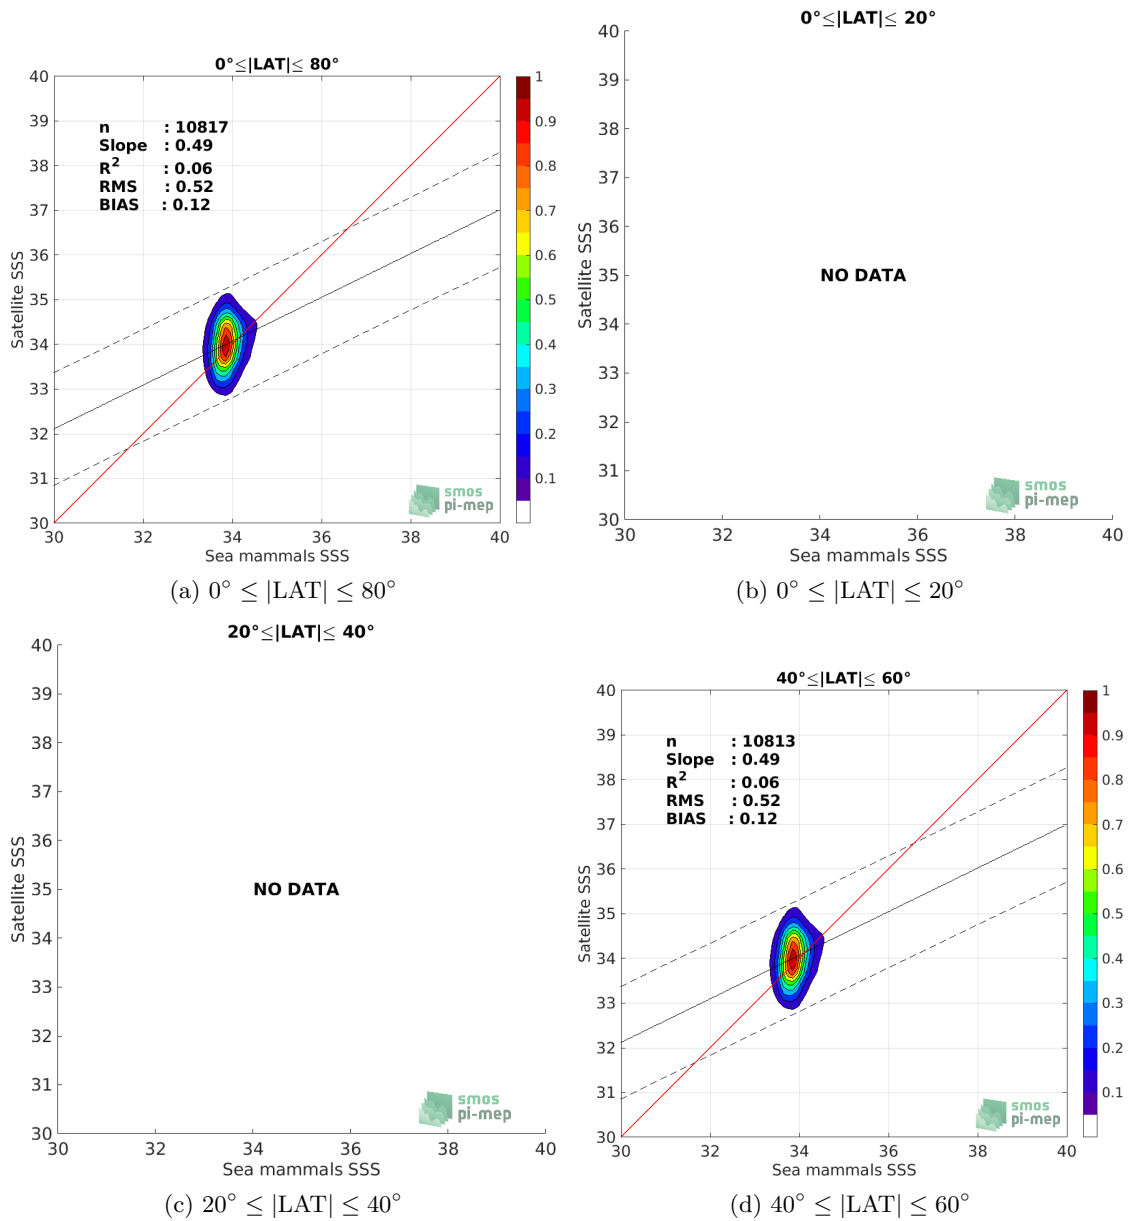 0°≤|LAT|≤ 80°
40
39
38
37
36
35
34
33
32
31
30
n : 10817
Slope : 0.49
R2 : 0.06
RMS : 0.52
BIAS : 0.12
Satellite SSS
30 32 34 36 38 40
Sea mammals SSS
1
0.9
0.8
0.7
0.6
0.5
0.4
0.3
0.2
0.1
smos
pi-mep
(a) 0° ≤ |LAT| ≤ 80°
0°≤|LAT|≤ 20°
40
39
38
37
36
35
34
33
32
31
30
Satellite SSS
NO DATA
smos
pi-mep
30 32 34 36 38 40
Sea mammals SSS
(b) 0° ≤ |LAT| ≤ 20°
20°≤|LAT|≤ 40°
40
39
38
37
36
35
34
33
32
31
30
Satellite SSS
NO DATA
smos
pi-mep
30 32 34 36 38 40
Sea mammals SSS
(c) 20° ≤ |LAT| ≤ 40°
40°≤|LAT|≤ 60°
40
39
38
37
36
35
34
33
32
31
30
n : 10813
Slope : 0.49
R2 : 0.06
RMS : 0.52
BIAS : 0.12
Satellite SSS
30 32 34 36 38 40
Sea mammals SSS
1
0.9
0.8
0.7
0.6
0.5
0.4
0.3
0.2
0.1
smos
pi-mep
(d) 40° ≤ |LAT| ≤ 60°